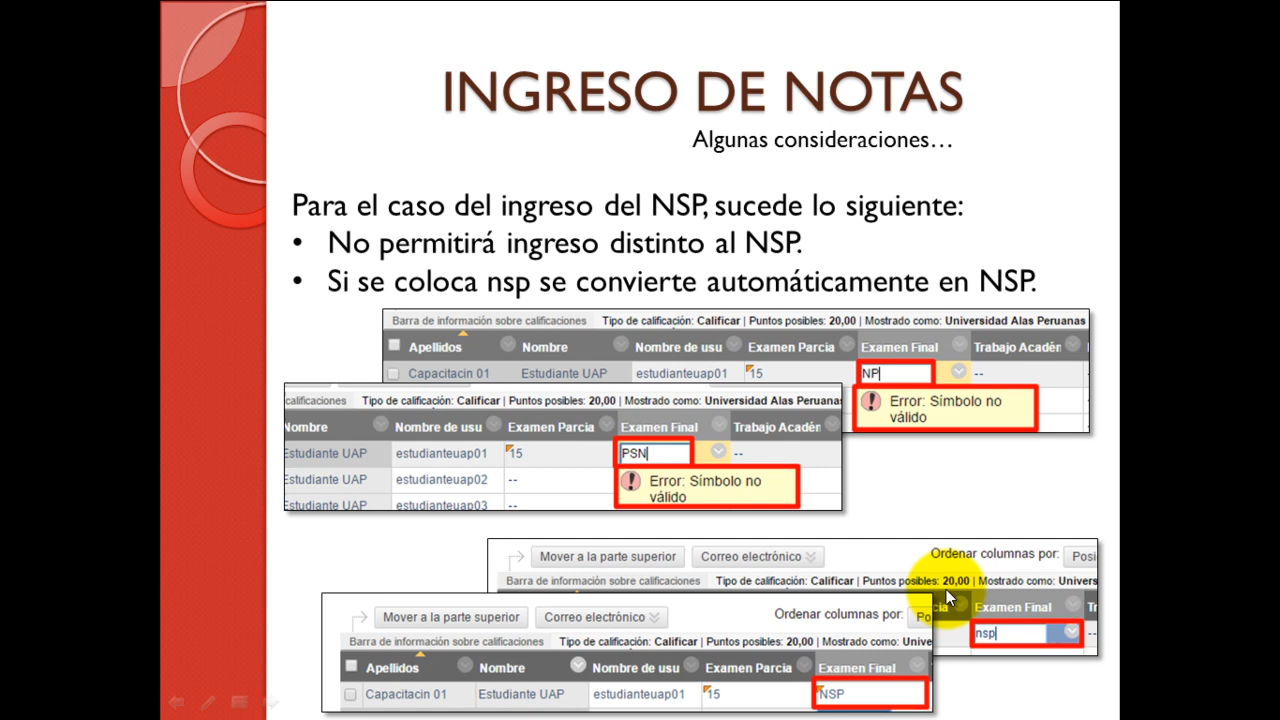 INGRESO DE NOTAS
Algunas consideraciones…
Para el caso del ingreso del NSP, sucede lo siguiente:
• No permitirá ingreso distinto al NSP.
• Si se coloca nsp se convierte automáticamente en NSP.
Barra de información sobre calificaciones Tipo de calificación: Calificar | Puntos posibles: 20,00 | Mostrado como: Universidad Alas Peruanas
Apellidos Nombre Nombre de usu Examen Parcia Examen Final Trabajo Académ
Capacitacin 01 Estudiante UAP estudianteuap01 15 NP --
Error: Símbolo no
válido
calificaciones Tipo de calificación: Calificar | Puntos posibles: 20,00 | Mostrado como: Universidad Alas Peruanas
Nombre Nombre de usu Examen Parcia Examen Final Trabajo Académ
Estudiante UAP estudianteuap01 15 PSN --
Estudiante UAP estudianteuap02 --
Error: Símbolo no
válido
Estudiante UAP estudianteuap03 --
Mover a la parte superior Correo electrónico Ordenar columnas por: Posi
Barra de información sobre calificaciones Tipo de calificación: Calificar | Puntos posibles: 20,00 | Mostrado como: Univers
cia Examen Final Tr
nsp --
Mover a la parte superior Correo electrónico Ordenar columnas por: Po
Barra de información sobre calificaciones Tipo de calificación: Calificar | Puntos posibles: 20,00 | Mostrado como: Unive
Apellidos Nombre Nombre de usu Examen Parcia Examen Final
Capacitacin 01 Estudiante UAP estudianteuap01 15 NSP